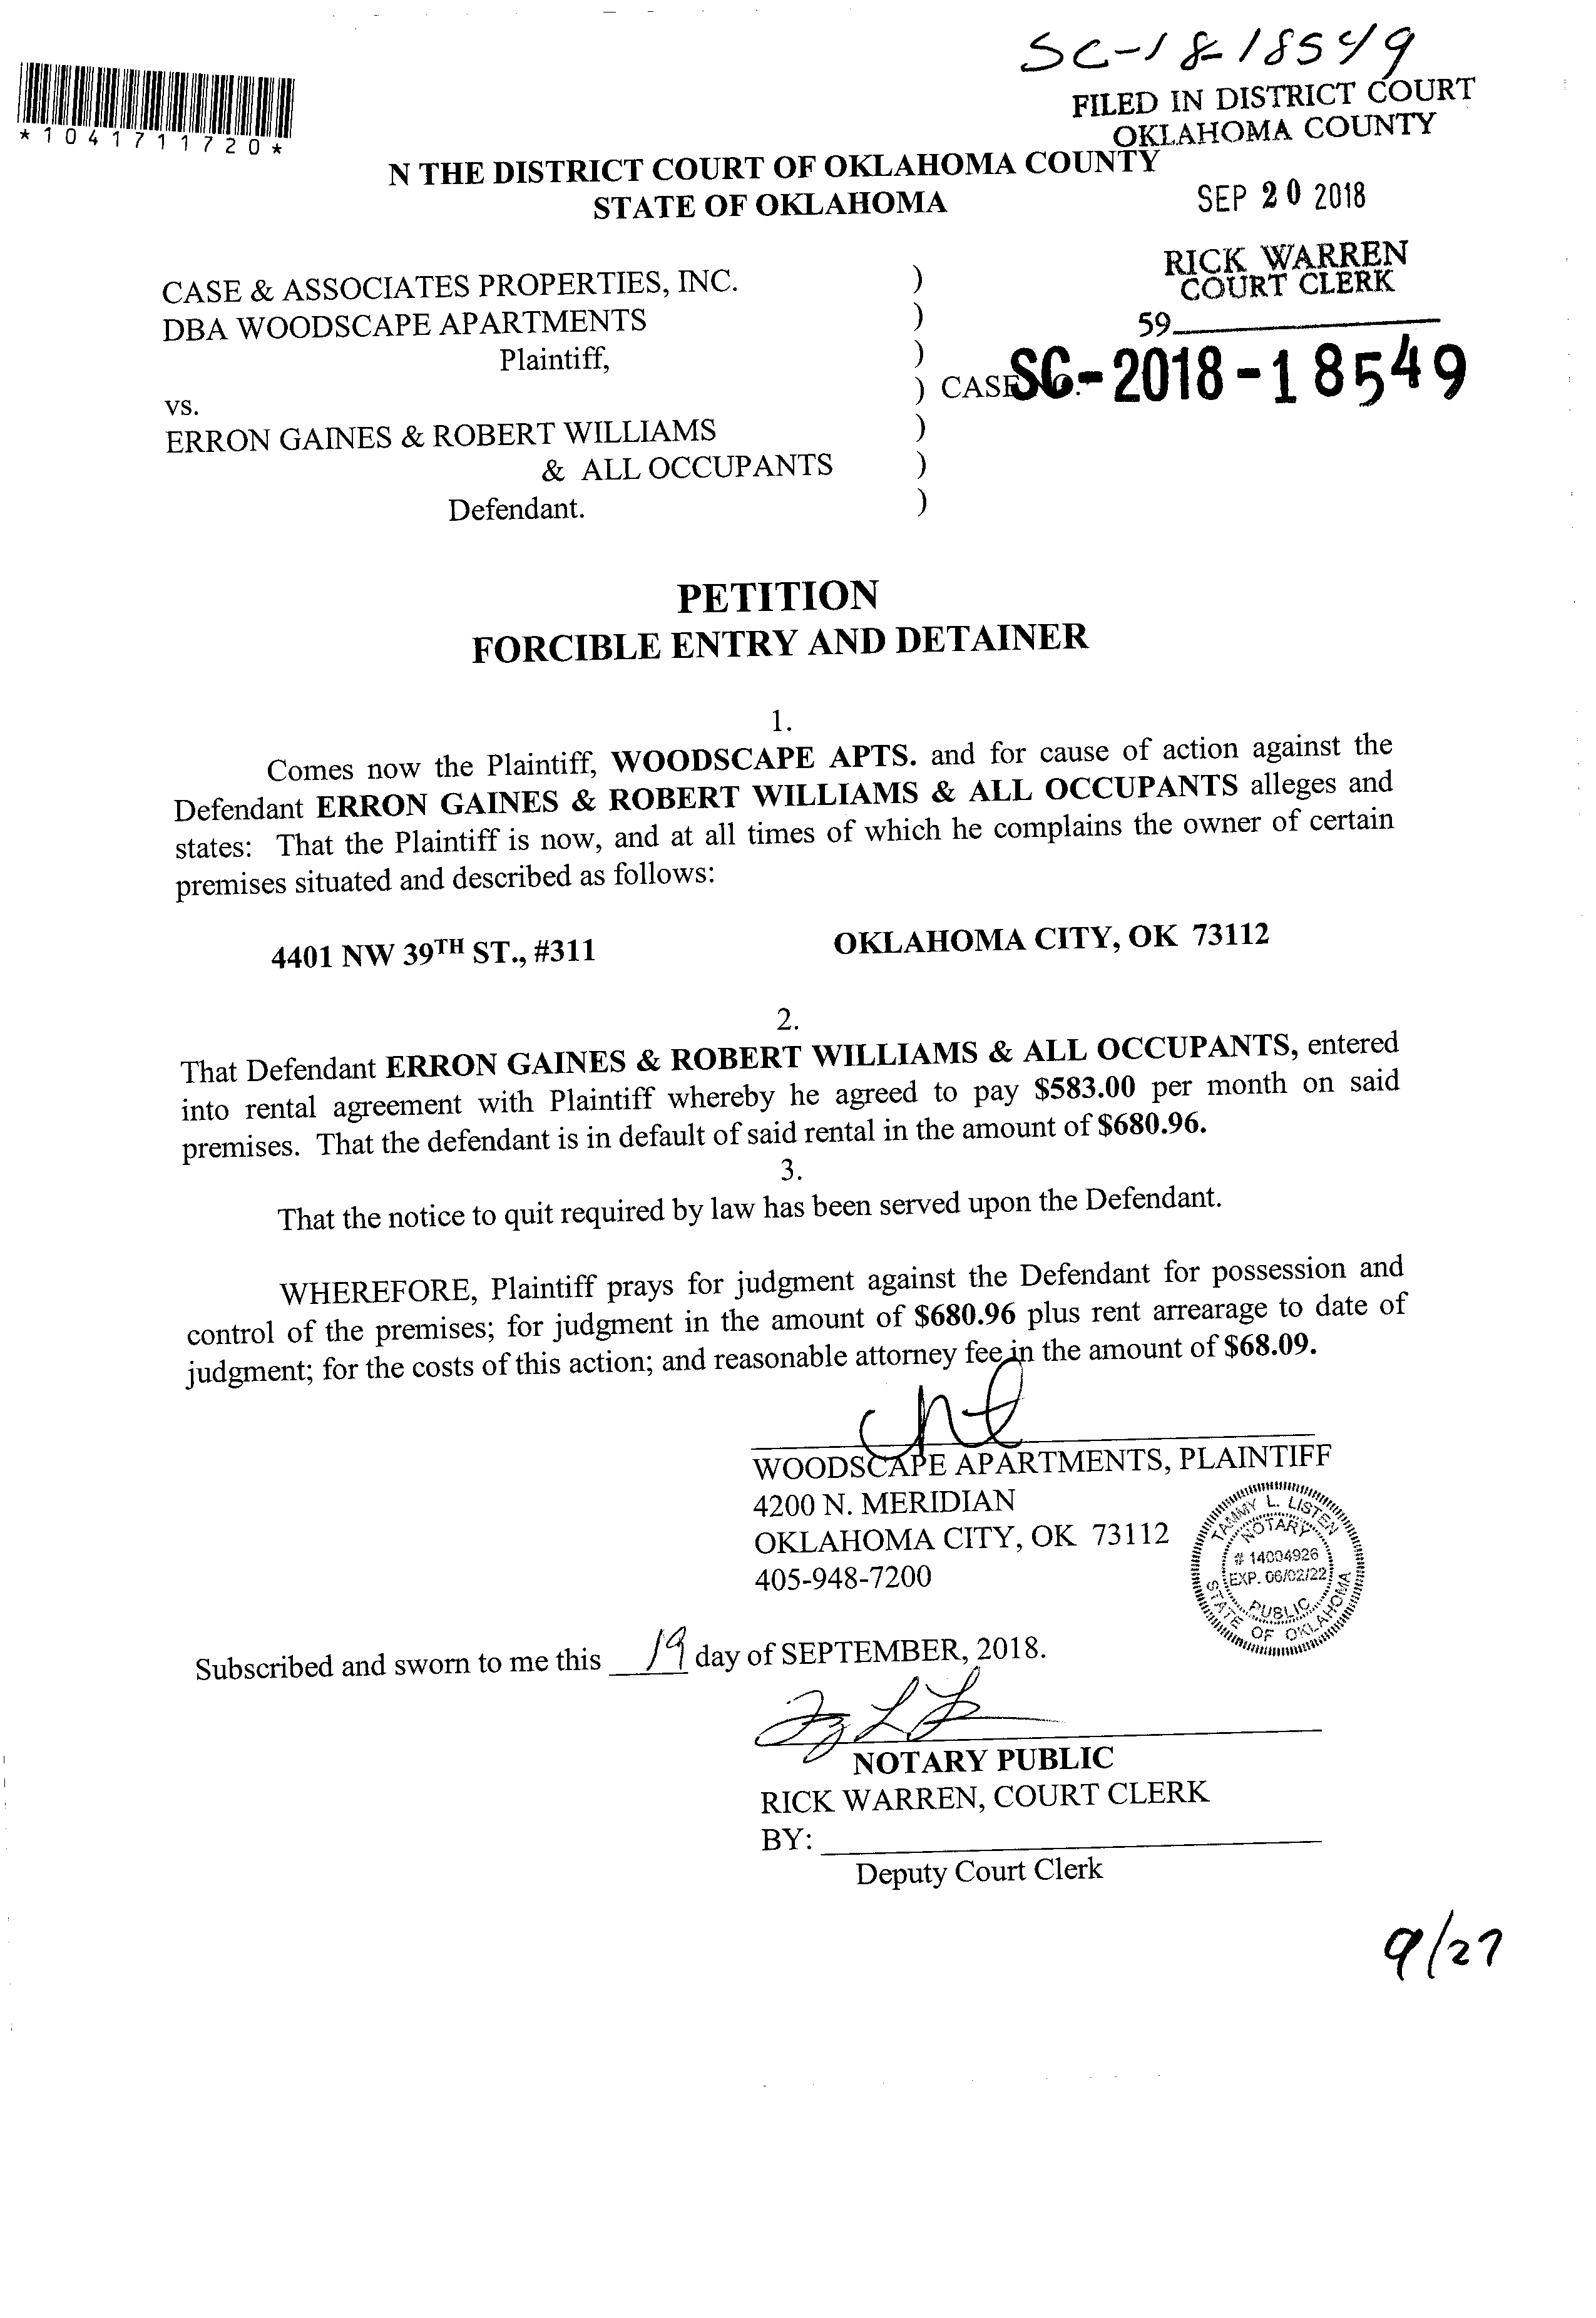 SC-18-18549
FILED IN DISTRICT COURT
OKLAHOMA COUNTY
*1041711720*
N THE DISTRICT COURT OF OKLAHOMA COUNTY
STATE OF OKLAHOMA
SEP 20 2018
RICK WARREN
COURT CLERK
59
CASE & ASSOCIATES PROPERTIES, INC. )
DBA WOODSCAPE APARTMENTS )
Plaintiff, )
vs. ) CASE NO. SC-2018-18549
ERRON GAINES & ROBERT WILLIAMS )
& ALL OCCUPANTS )
Defendant. )
PETITION
FORCIBLE ENTRY AND DETAINER
1.
Comes now the Plaintiff, WOODSCAPE APTS. and for cause of action against the
Defendant ERRON GAINES & ROBERT WILLIAMS & ALL OCCUPANTS alleges and
states: That the Plaintiff is now, and at all times of which he complains the owner of certain
premises situated and described as follows:
4401 NW 39TH ST., #311 OKLAHOMA CITY, OK 73112
2.
That Defendant ERRON GAINES & ROBERT WILLIAMS & ALL OCCUPANTS, entered
into rental agreement with Plaintiff whereby he agreed to pay $583.00 per month on said
premises. That the defendant is in default of said rental in the amount of $680.96.
3.
That the notice to quit required by law has been served upon the Defendant.
WHEREFORE, Plaintiff prays for judgment against the Defendant for possession and
control of the premises; for judgment in the amount of $680.96 plus rent arrearage to date of
judgment; for the costs of this action; and reasonable attorney fee in the amount of $68.09.
WOODSCAPE APARTMENTS, PLAINTIFF
4200 N. MERIDIAN
OKLAHOMA CITY, OK 73112
405-948-7200
TAMMY L. LISTEN
NOTARY
# 14004926
EXP. 06/02/22
PUBLIC
STATE OF OKLAHOMA
Subscribed and sworn to me this 19 day of SEPTEMBER, 2018.
NOTARY PUBLIC
RICK WARREN, COURT CLERK
BY:
Deputy Court Clerk
9/27